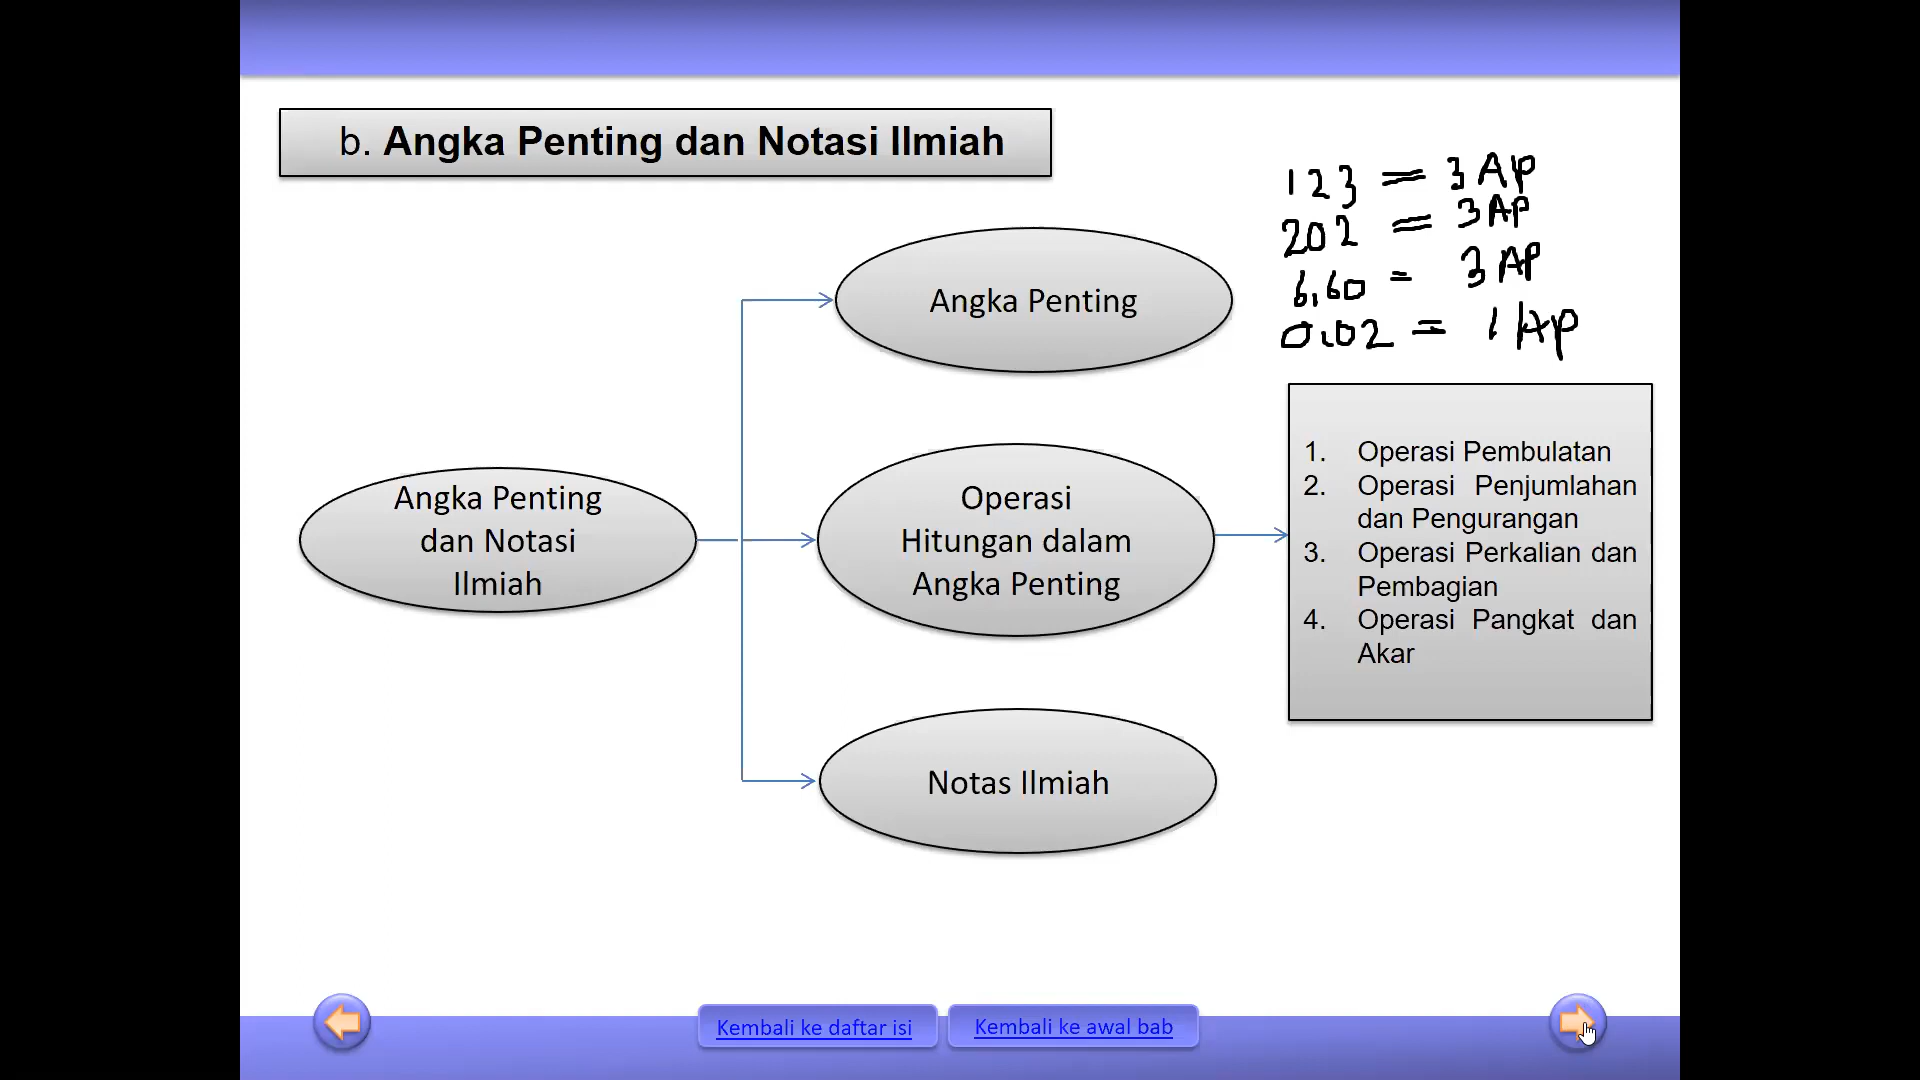 b. Angka Penting dan Notasi Ilmiah
123 = 3 Ap
202 = 3 AP
6,60 = 3 AP
0,02 = 1 Ap
Angka Penting
Angka Penting
dan Notasi
Ilmiah
Operasi
Hitungan dalam
Angka Penting
1. Operasi Pembulatan
2. Operasi Penjumlahan
dan Pengurangan
3. Operasi Perkalian dan
Pembagian
4. Operasi Pangkat dan
Akar
Notas Ilmiah
Kembali ke daftar isi
Kembali ke awal bab